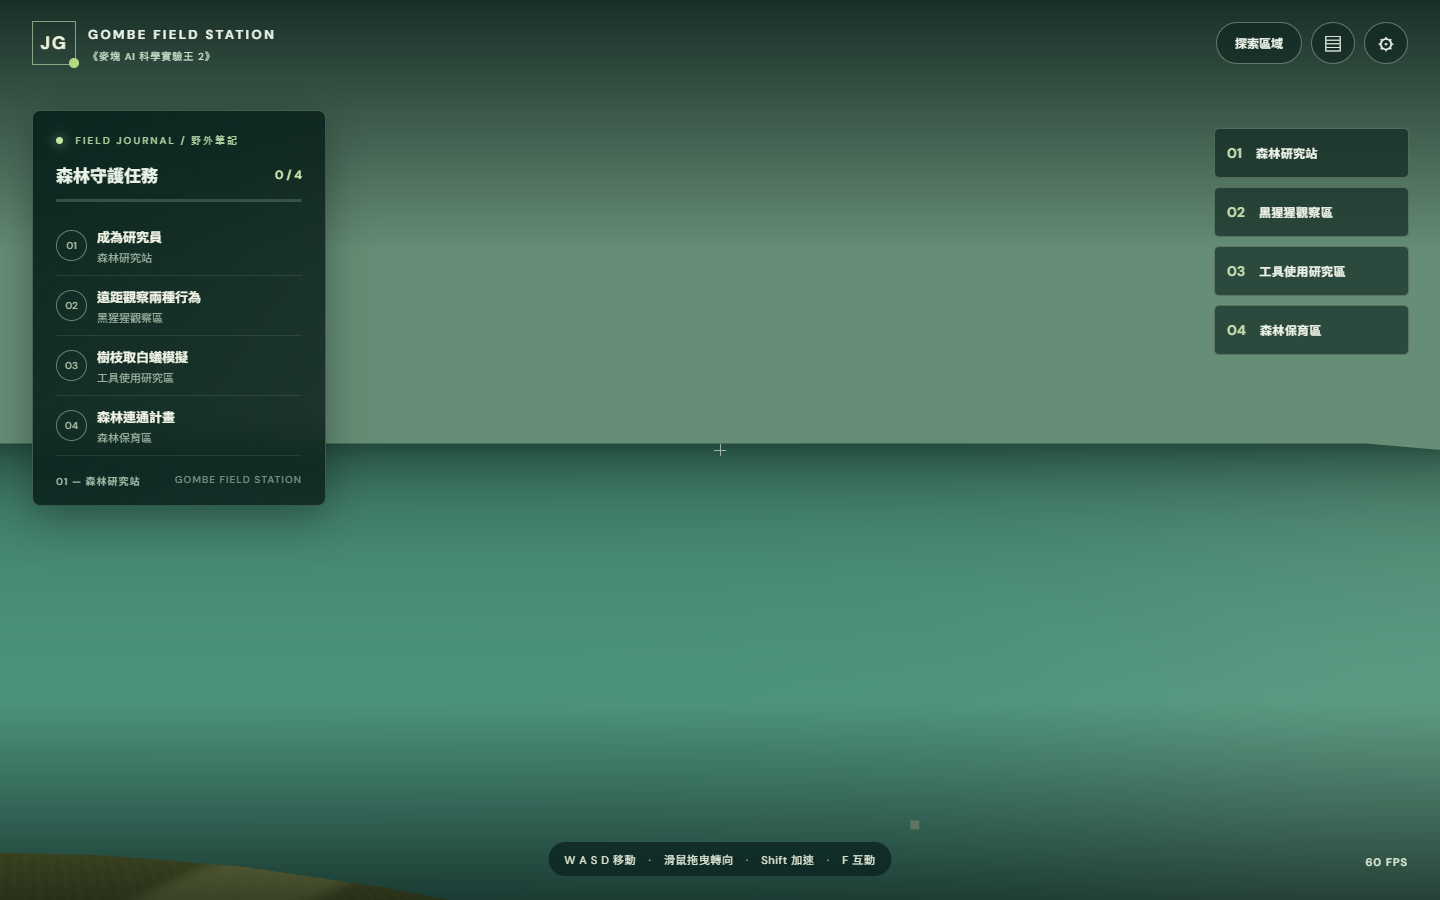 JG
GOMBE FIELD STATION
《麥塊 AI 科學實驗王 2》
探索區域
FIELD JOURNAL / 野外筆記
森林守護任務
0 / 4
01
成為研究員
森林研究站
02
遠距觀察兩種行為
黑猩猩觀察區
03
樹枝取白蟻模擬
工具使用研究區
04
森林連通計畫
森林保育區
01 — 森林研究站
GOMBE FIELD STATION
01 森林研究站
02 黑猩猩觀察區
03 工具使用研究區
04 森林保育區
W A S D 移動 · 滑鼠拖曳轉向 · Shift 加速 · F 互動
60 FPS